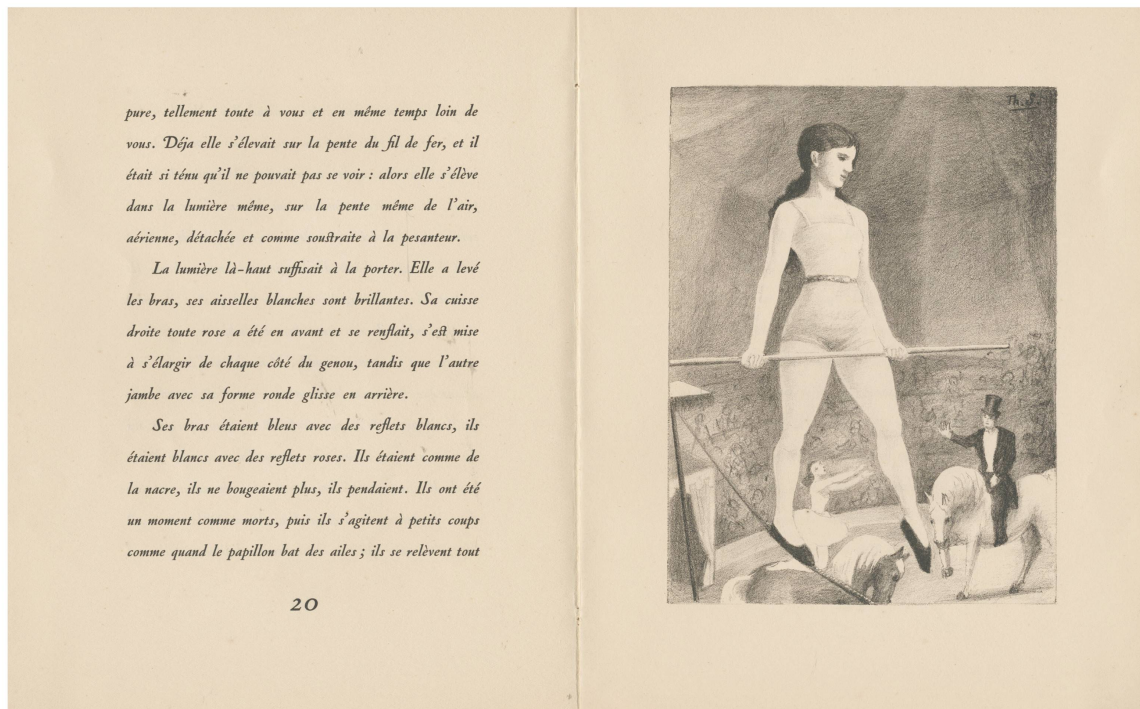 pure, tellement toute à vous et en même temps loin de
vous. Déja elle s'élevait sur la pente du fil de fer, et il
était si ténu qu'il ne pouvait pas se voir : alors elle s'élève
dans la lumière même, sur la pente même de l'air,
aérienne, détachée et comme soustraite à la pesanteur.
La lumière là-haut suffisait à la porter. Elle a levé
les bras, ses aisselles blanches sont brillantes. Sa cuisse
droite toute rose a été en avant et se renflait, s'est mise
à s'élargir de chaque côté du genou, tandis que l'autre
jambe avec sa forme ronde glisse en arrière.
Ses bras étaient bleus avec des reflets blancs, ils
étaient blancs avec des reflets roses. Ils étaient comme de
la nacre, ils ne bougeaient plus, ils pendaient. Ils ont été
un moment comme morts, puis ils s'agitent à petits coups
comme quand le papillon bat des ailes ; ils se relèvent tout
20
Th. S.